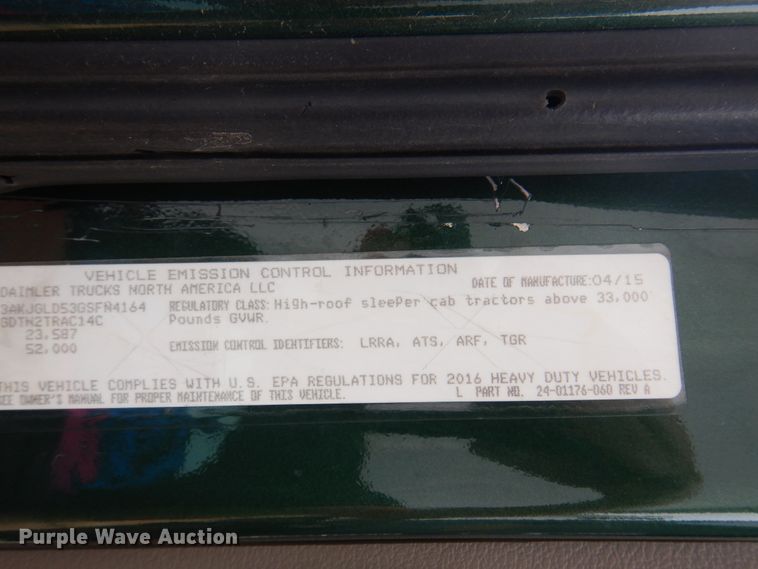 VEHICLE EMISSION CONTROL INFORMATION
DAIMLER TRUCKS NORTH AMERICA LLC DATE OF MANUFACTURE:04/15
3AKJGLD53GSFN4164 REGULATORY CLASS: High-roof sleeper cab tractors above 33,000
GDTN2TRAC14C Pounds GVWR.
23,587
52,000 EMISSION CONTROL IDENTIFIERS: LRRA, ATS, ARF, TGR
THIS VEHICLE COMPLIES WITH U.S. EPA REGULATIONS FOR 2016 HEAVY DUTY VEHICLES.
SEE OWNER'S MANUAL FOR PROPER MAINTENANCE OF THIS VEHICLE. L PART NO. 24-01176-060 REV A
Purple Wave Auction